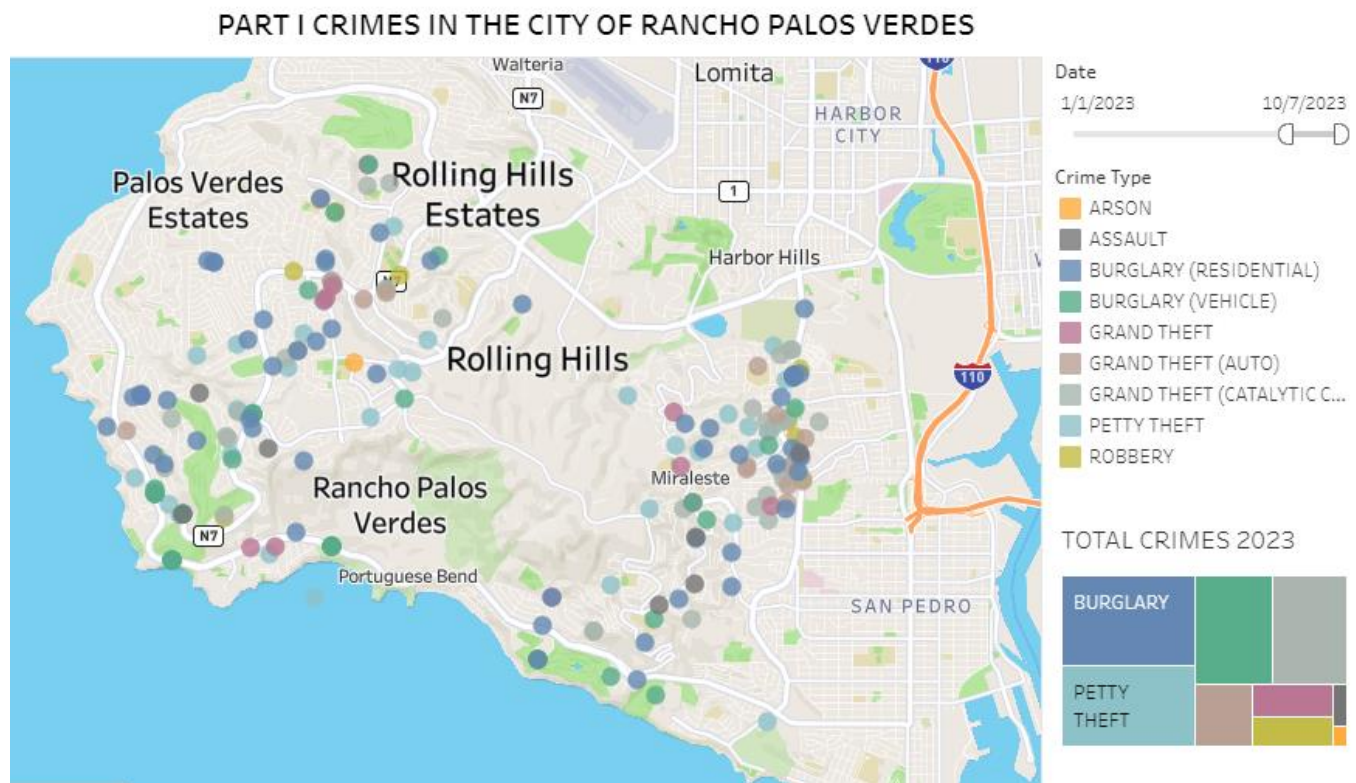 PART I CRIMES IN THE CITY OF RANCHO PALOS VERDES
Walteria
Lomita
110
N7
HARBOR
CITY
Palos Verdes
Estates
Rolling Hills
Estates
1
Harbor Hills
N7
Rolling Hills
110
Miraleste
Rancho Palos
Verdes
N7
Portuguese Bend
SAN PEDRO
Date
1/1/2023
10/7/2023
Crime Type
ARSON
ASSAULT
BURGLARY (RESIDENTIAL)
BURGLARY (VEHICLE)
GRAND THEFT
GRAND THEFT (AUTO)
GRAND THEFT (CATALYTIC C...
PETTY THEFT
ROBBERY
TOTAL CRIMES 2023
BURGLARY
PETTY
THEFT